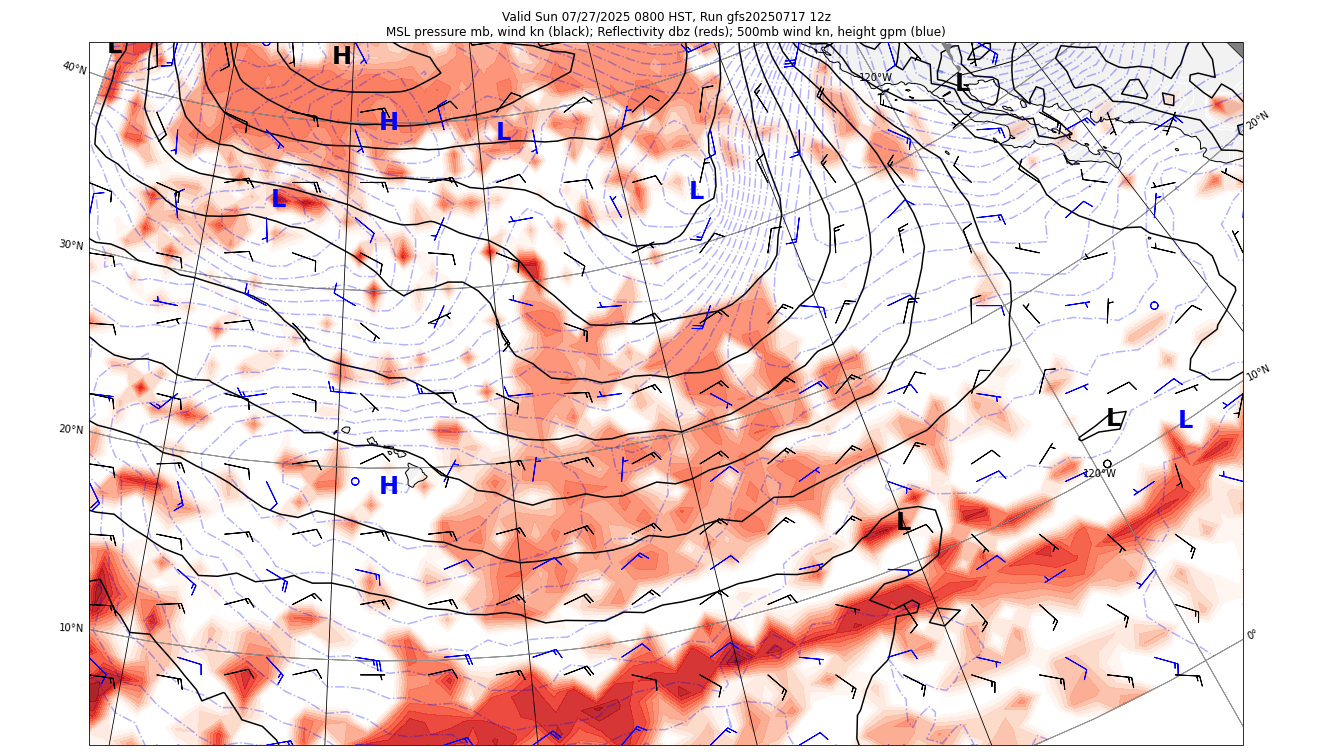 Valid Sun 07/27/2025 0800 HST, Run gfs20250717 12z
MSL pressure mb, wind kn (black); Reflectivity dbz (reds); 500mb wind kn, height gpm (blue)
L
H
120°W
L
40°N
H
L
20°N
L
L
30°N
10°N
L
L
20°N
120°W
H
L
10°N
0°